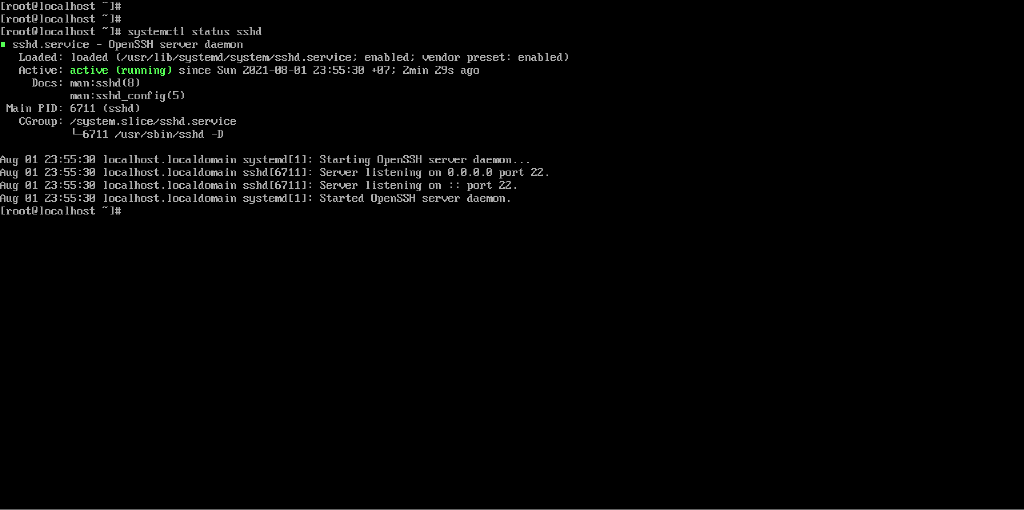 [root@localhost ~]#
[root@localhost ~]#
[root@localhost ~]# systemctl status sshd
● sshd.service - OpenSSH server daemon
   Loaded: loaded (/usr/lib/systemd/system/sshd.service; enabled; vendor preset: enabled)
   Active: active (running) since Sun 2021-08-01 23:55:30 +07; 2min 29s ago
     Docs: man:sshd(8)
           man:sshd_config(5)
 Main PID: 6711 (sshd)
   CGroup: /system.slice/sshd.service
           └─6711 /usr/sbin/sshd -D
Aug 01 23:55:30 localhost.localdomain systemd[1]: Starting OpenSSH server daemon...
Aug 01 23:55:30 localhost.localdomain sshd[6711]: Server listening on 0.0.0.0 port 22.
Aug 01 23:55:30 localhost.localdomain sshd[6711]: Server listening on :: port 22.
Aug 01 23:55:30 localhost.localdomain systemd[1]: Started OpenSSH server daemon.
[root@localhost ~]#